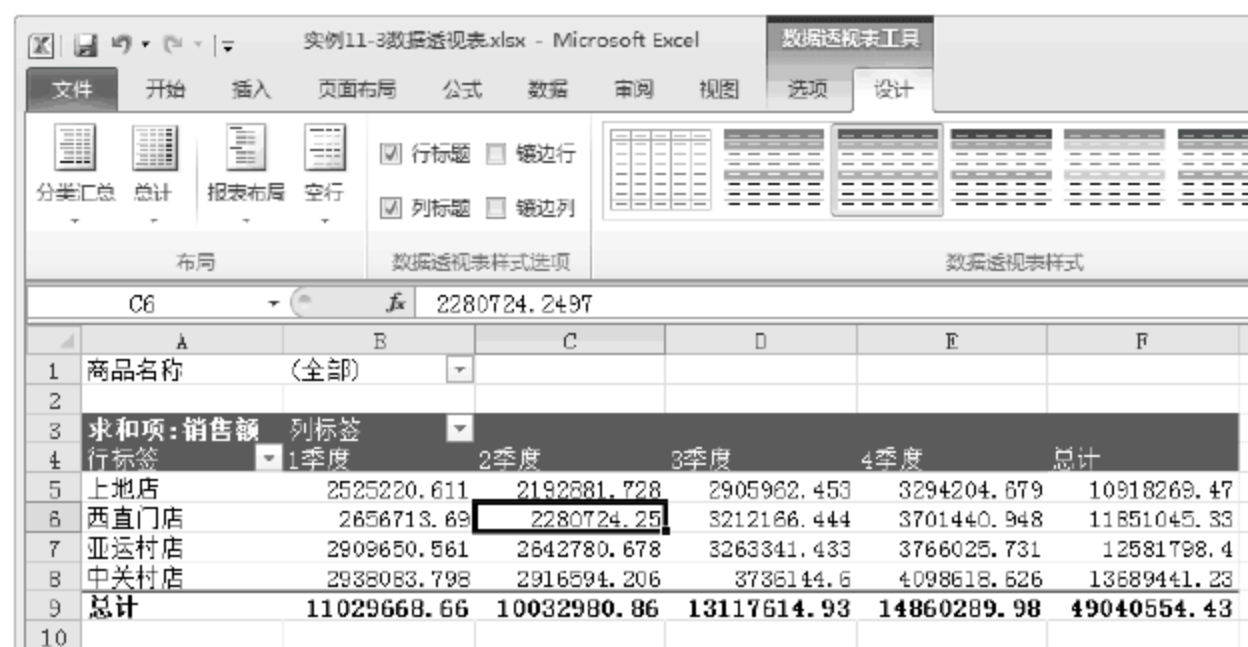 实例11-3数据透视表.xlsx - Microsoft Excel 数据透视表工具
文件 开始 插入 页面布局 公式 数据 审阅 视图 选项 设计
行标题 镶边行
分类汇总 总计 报表布局 空行
列标题 镶边列
布局 数据透视表样式选项 数据透视表样式
C6 fx 2280724.2497
A B C D E F
1 商品名称 (全部)
2
3 求和项:销售额 列标签
4 行标签 1季度 2季度 3季度 4季度 总计
5 上地店 2525220.611 2192881.728 2905962.453 3294204.679 10918269.47
6 西直门店 2656713.69 2280724.25 3212166.444 3701440.948 11851045.33
7 亚运村店 2909650.561 2642780.678 3263341.433 3766025.731 12581798.4
8 中关村店 2938083.798 2916594.206 3736144.6 4098618.626 13689441.23
9 总计 11029668.66 10032980.86 13117614.93 14860289.98 49040554.43
10